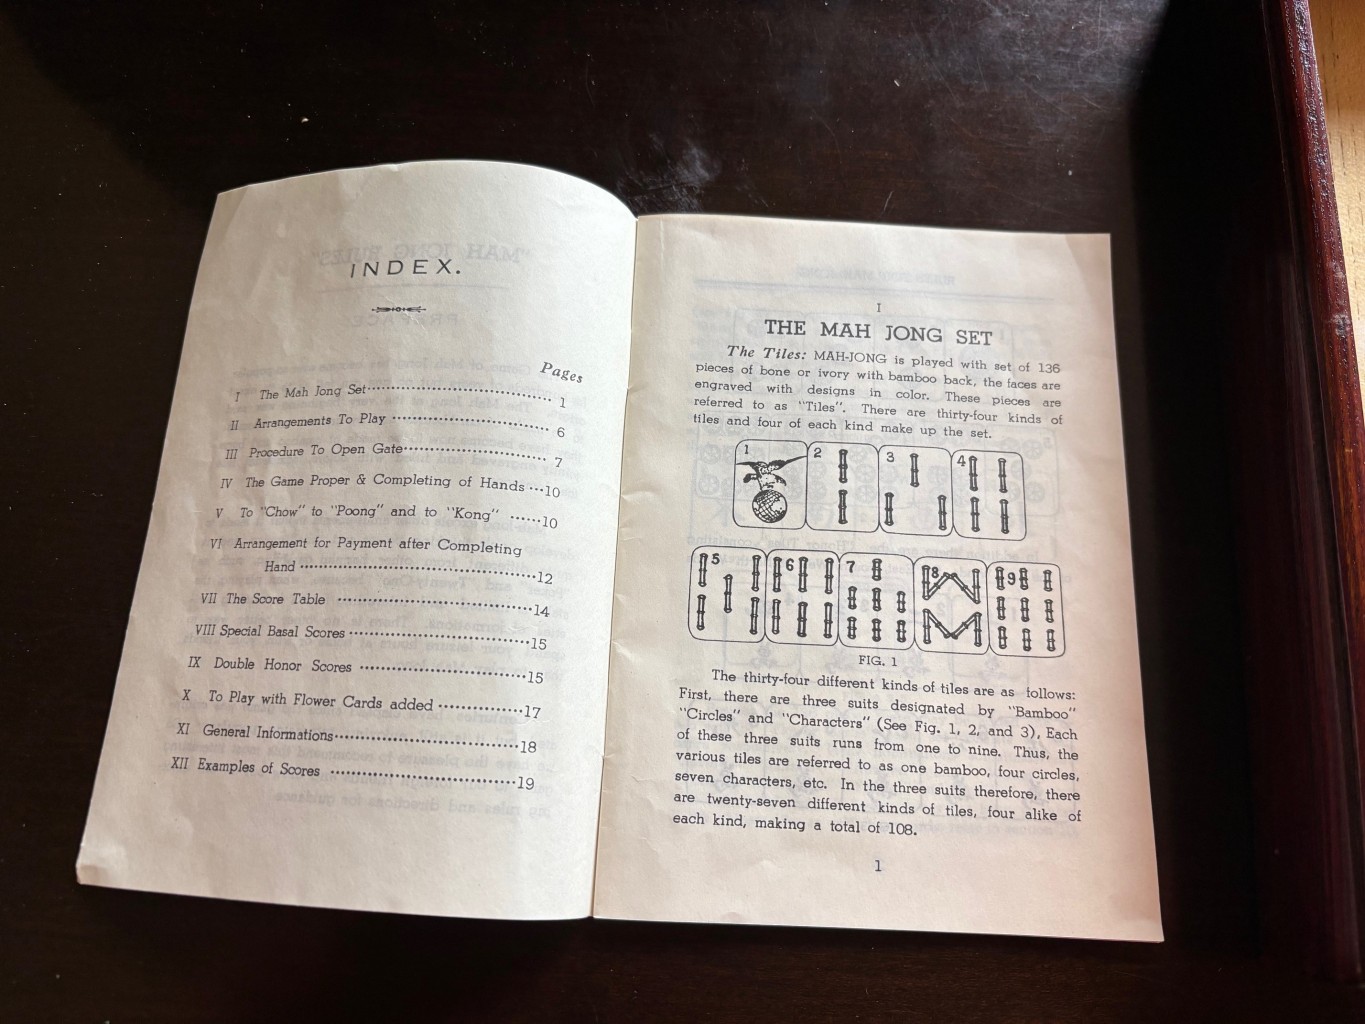 INDEX.
Pages
I The Mah Jong Set 1
II Arrangements To Play 6
III Procedure To Open Gate 7
IV The Game Proper & Completing of Hands 10
V To "Chow" to "Poong" and to "Kong" 10
VI Arrangement for Payment after Completing
Hand 12
VII The Score Table 14
VIII Special Basal Scores 15
IX Double Honor Scores 15
X To Play with Flower Cards added 17
XI General Informations 18
XII Examples of Scores 19
I
THE MAH JONG SET
The Tiles: MAH-JONG is played with set of 136
pieces of bone or ivory with bamboo back, the faces are
engraved with designs in color. These pieces are
referred to as "Tiles". There are thirty-four kinds of
tiles and four of each kind make up the set.
1 2 3 4
5 6 7 8 9
FIG. 1
The thirty-four different kinds of tiles are as follows:
First, there are three suits designated by "Bamboo"
"Circles" and "Characters" (See Fig. 1, 2, and 3), Each
of these three suits runs from one to nine. Thus, the
various tiles are referred to as one bamboo, four circles,
seven characters, etc. In the three suits therefore, there
are twenty-seven different kinds of tiles, four alike of
each kind, making a total of 108.
1